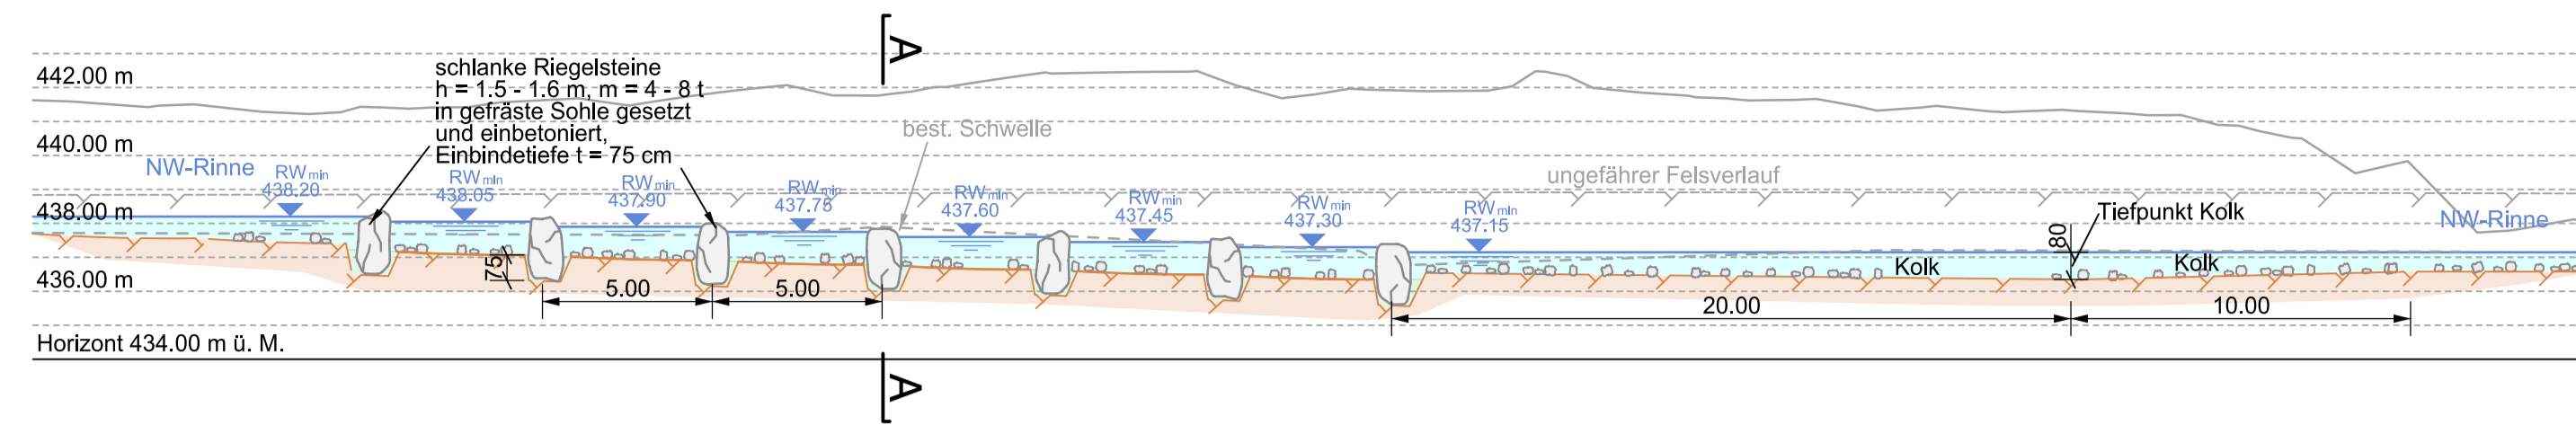 A
442.00 m
schlanke Riegelsteine
h = 1.5 - 1.6 m, m = 4 - 8 t
in gefräste Sohle gesetzt
und einbetoniert,
Einbindetiefe t = 75 cm
best. Schwelle
440.00 m
NW-Rinne
RWmin
438.20
RWmin
438.05
RWmin
437.90
RWmin
437.75
RWmin
437.60
RWmin
437.45
RWmin
437.30
RWmin
437.15
ungefährer Felsverlauf
438.00 m
Tiefpunkt Kolk
NW-Rinne
80
75
Kolk
Kolk
436.00 m
5.00
5.00
20.00
10.00
Horizont 434.00 m ü. M.
A